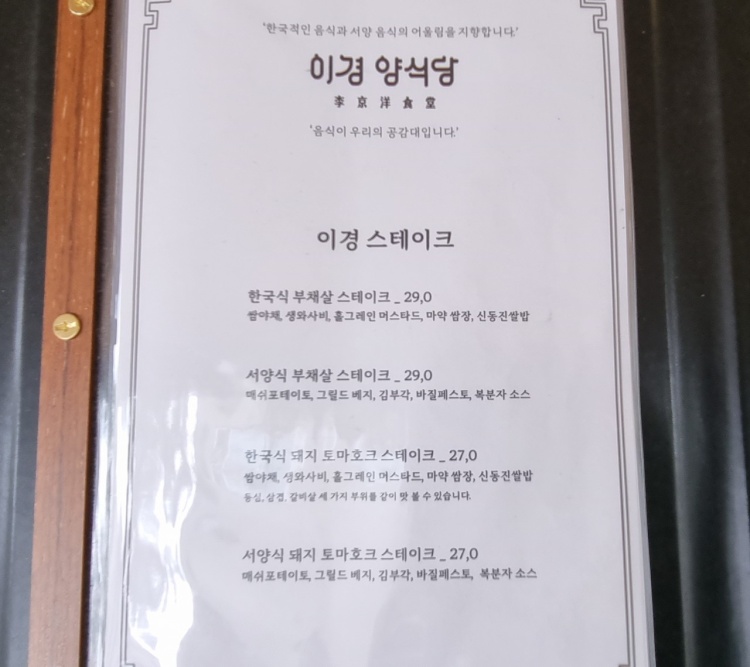 '한국적인 음식과 서양 음식의 어울림을 지향합니다.'
이경 양식당
李京洋食堂
'음식이 우리의 공감대입니다.'
이경 스테이크
한국식 부채살 스테이크 _ 29,0
쌈야채, 생와사비, 홀그레인 머스타드, 마약 쌈장, 신동진쌀밥
서양식 부채살 스테이크 _ 29,0
매쉬포테이토, 그릴드 베지, 김부각, 바질페스토, 복분자 소스
한국식 돼지 토마호크 스테이크 _ 27,0
쌈야채, 생와사비, 홀그레인 머스타드, 마약 쌈장, 신동진쌀밥
등심, 삼겹, 갈비살 세 가지 부위를 같이 맛 볼 수 있습니다.
서양식 돼지 토마호크 스테이크 _ 27,0
매쉬포테이토, 그릴드 베지, 김부각, 바질페스토, 복분자 소스